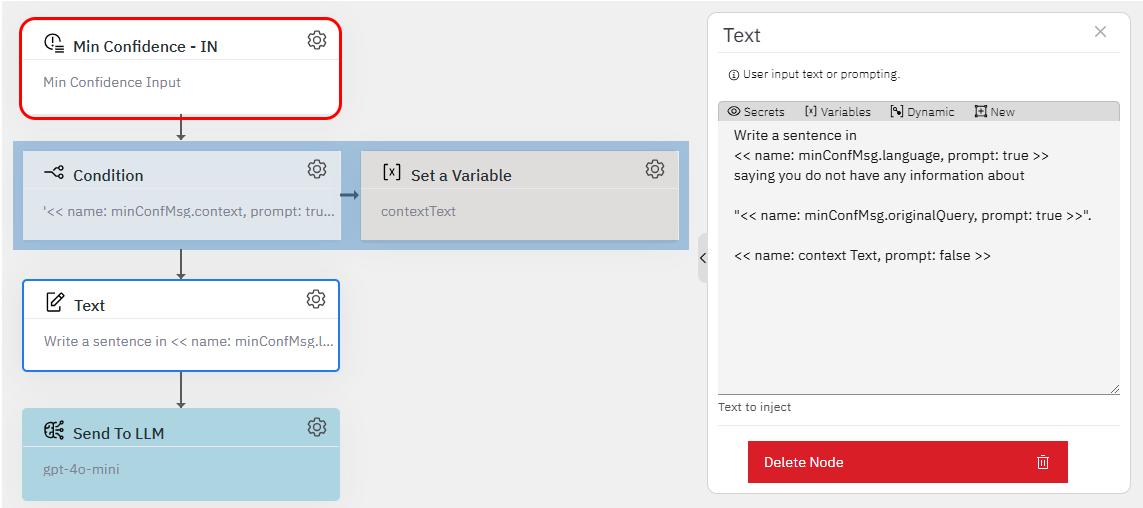 Min Confidence - IN
Min Confidence Input
Condition
'<< name: minConfMsg.context, prompt: tru...
Set a Variable
contextText
Text
Write a sentence in << name: minConfMsg.l...
Send To LLM
gpt-4o-mini
Text
User input text or prompting.
Secrets Variables Dynamic New
Write a sentence in
<< name: minConfMsg.language, prompt: true >>
saying you do not have any information about
"<< name: minConfMsg.originalQuery, prompt: true >>".
<< name: context Text, prompt: false >>
Text to inject
Delete Node